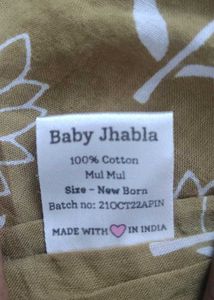 Baby Jhabla
100% Cotton
Mul Mul
Size - New Born
Batch no: 21OCT22APIN
MADE WITH IN INDIA